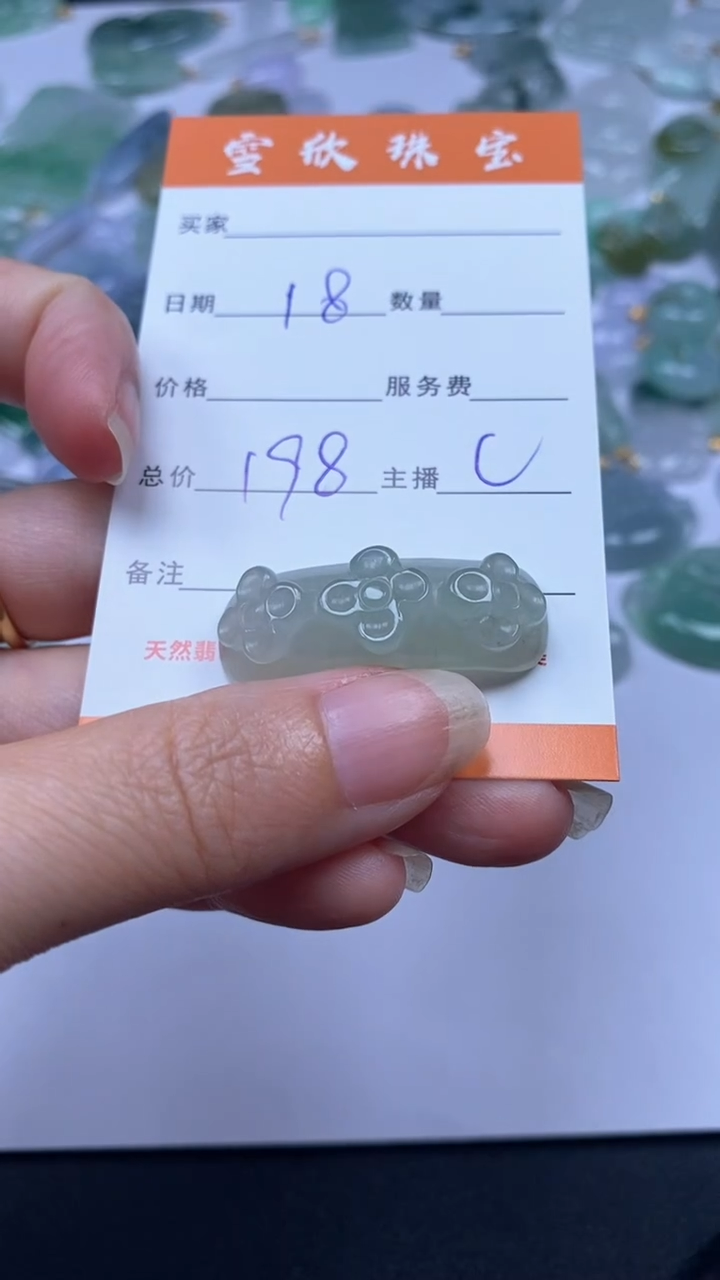 雪欣珠宝
买家
日期 18 数量
价格 服务费
总价 198 主播 C
备注
天然翡